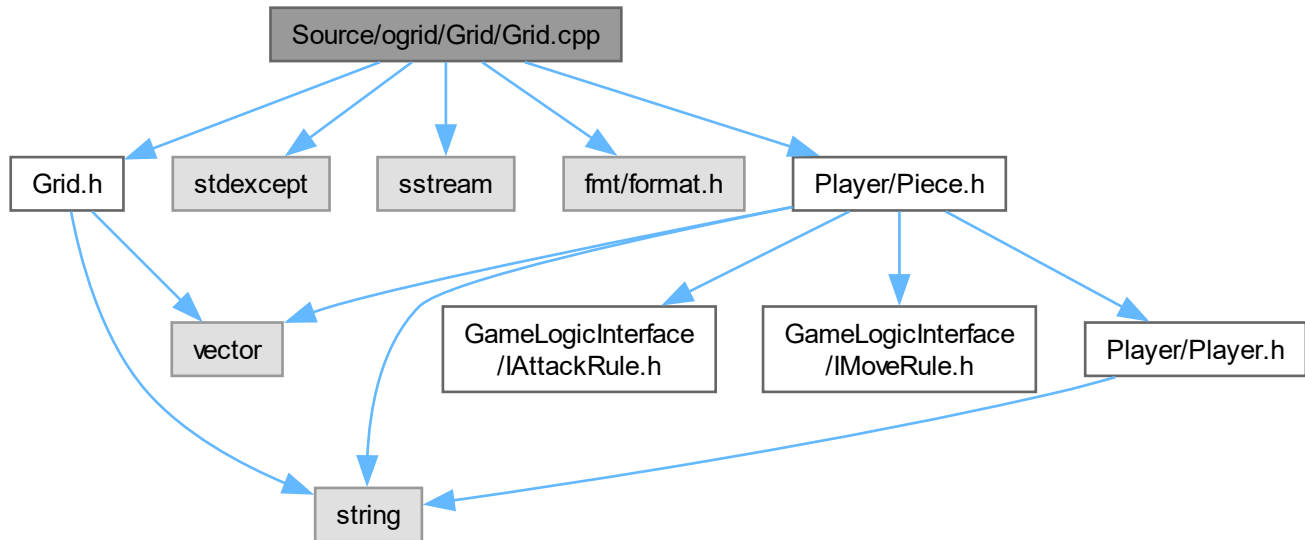 Source/ogrid/Grid/Grid.cpp
Grid.h
stdexcept
sstream
fmt/format.h
Player/Piece.h
vector
GameLogicInterface
/IAttackRule.h
GameLogicInterface
/IMoveRule.h
Player/Player.h
string